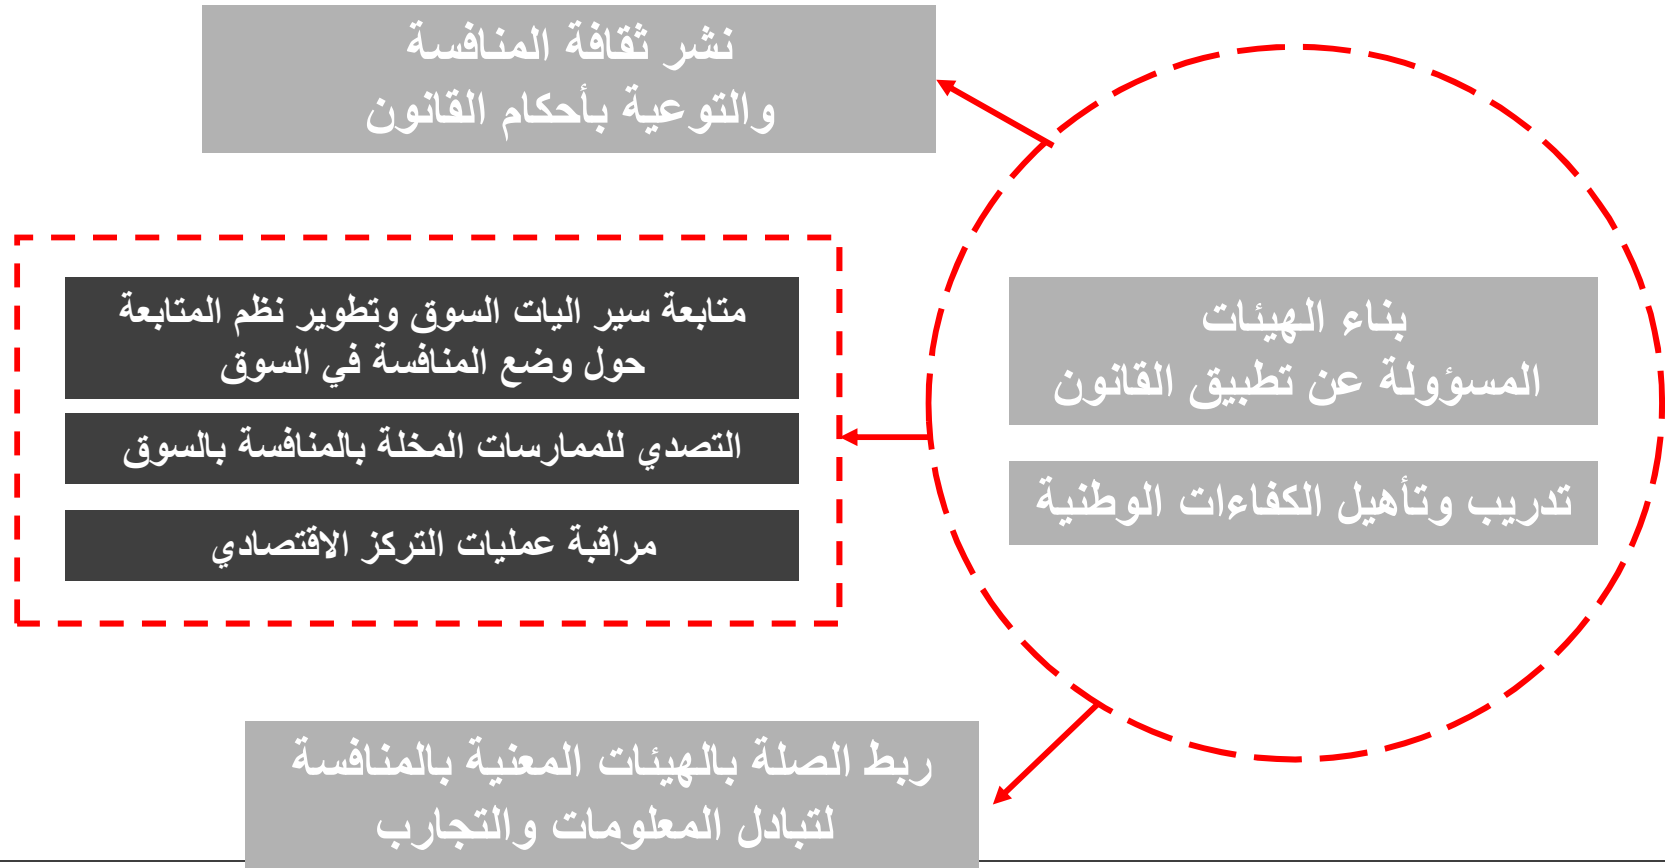 نشر ثقافة المنافسة
والتوعية بأحكام القانون
بناء الهيئات
المسؤولة عن تطبيق القانون
تدريب وتأهيل الكفاءات الوطنية
متابعة سير اليات السوق وتطوير نظم المتابعة
حول وضع المنافسة في السوق
التصدي للممارسات المخلة بالمنافسة بالسوق
مراقبة عمليات التركز الاقتصادي
ربط الصلة بالهيئات المعنية بالمنافسة
لتبادل المعلومات والتجارب